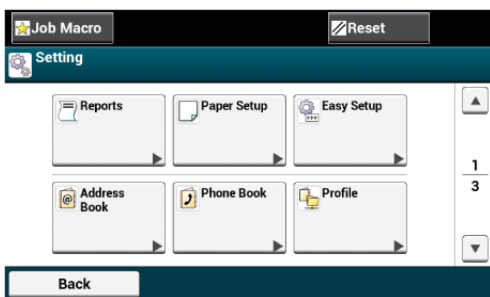 Job Macro
Reset
Setting
Reports
Paper Setup
Easy Setup
1
3
Address
Book
Phone Book
Profile
Back